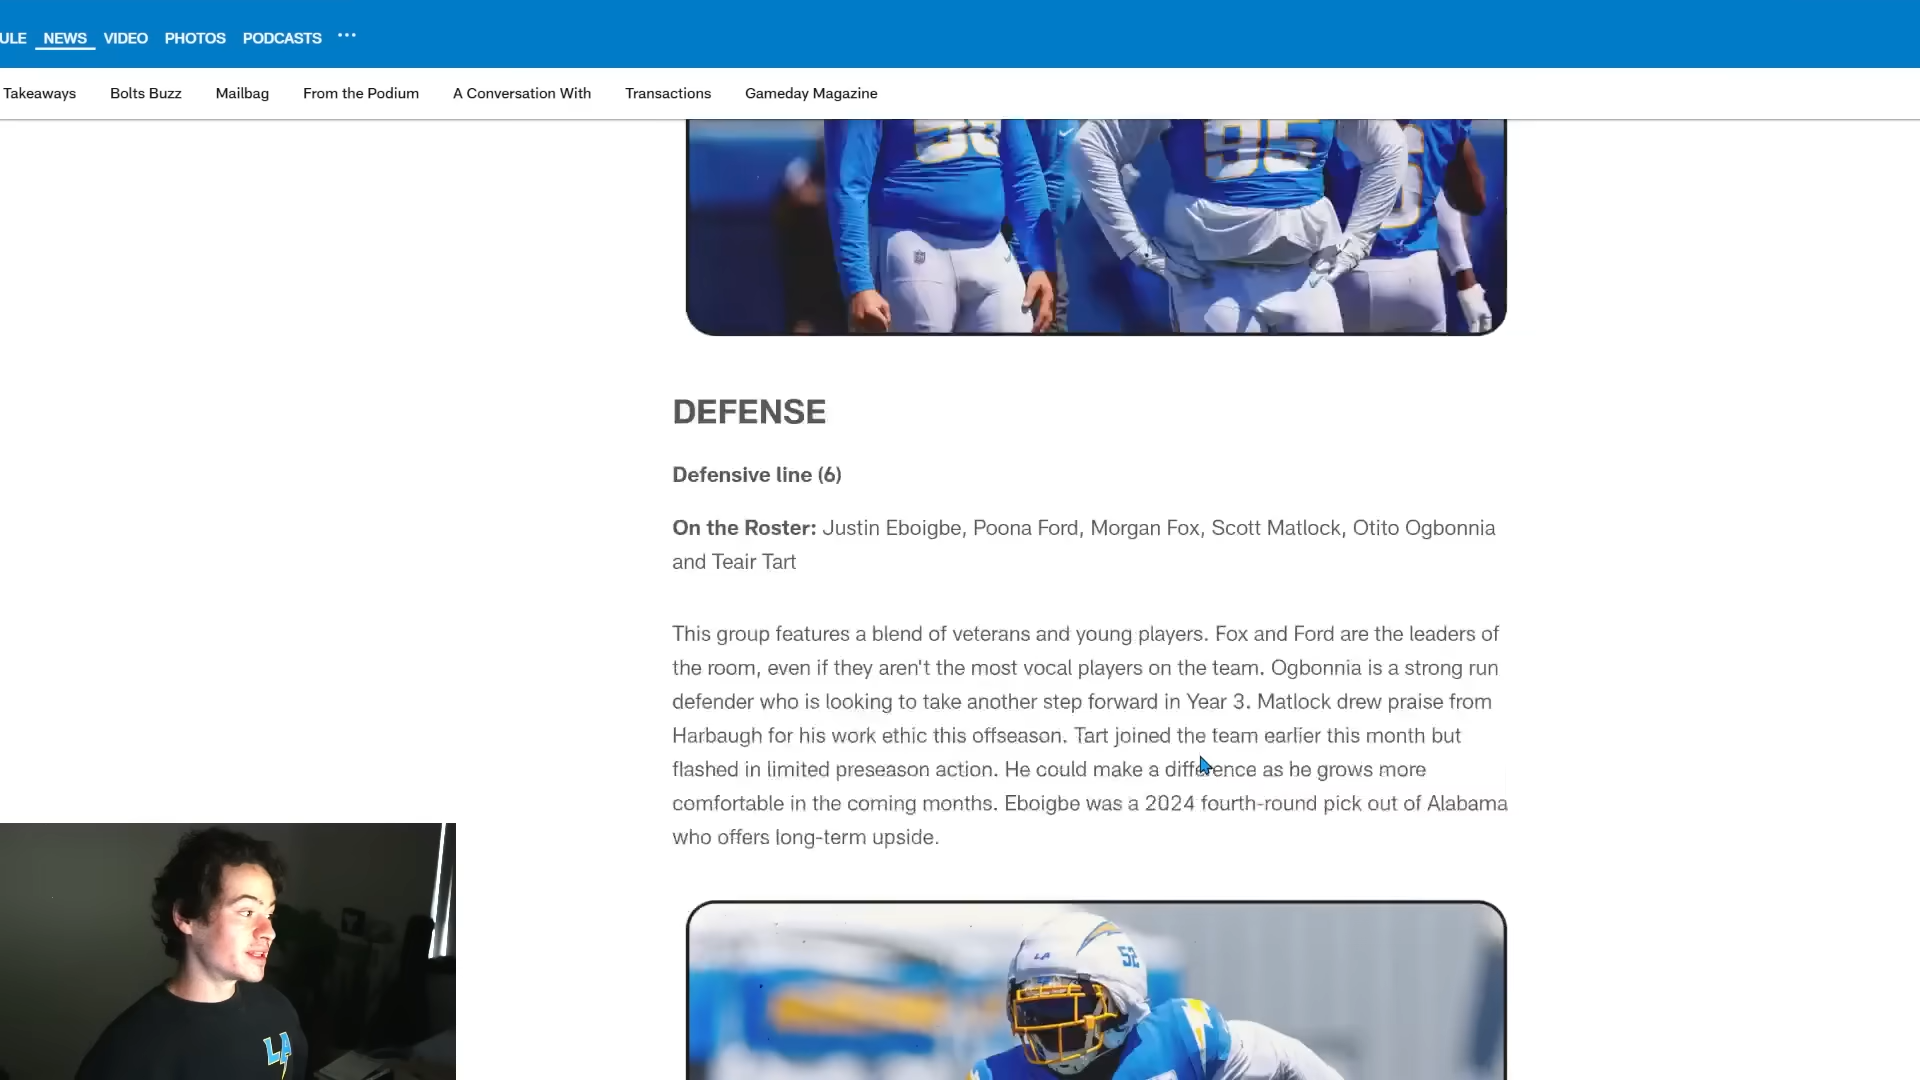 ULE NEWS VIDEO PHOTOS PODCASTS ...
Takeaways Bolts Buzz Mailbag From the Podium A Conversation With Transactions Gameday Magazine
95
DEFENSE
Defensive line (6)
On the Roster: Justin Eboigbe, Poona Ford, Morgan Fox, Scott Matlock, Otito Ogbonnia
and Teair Tart
This group features a blend of veterans and young players. Fox and Ford are the leaders of
the room, even if they aren't the most vocal players on the team. Ogbonnia is a strong run
defender who is looking to take another step forward in Year 3. Matlock drew praise from
Harbaugh for his work ethic this offseason. Tart joined the team earlier this month but
flashed in limited preseason action. He could make a difference as he grows more
comfortable in the coming months. Eboigbe was a 2024 fourth-round pick out of Alabama
who offers long-term upside.
LA 52
LA